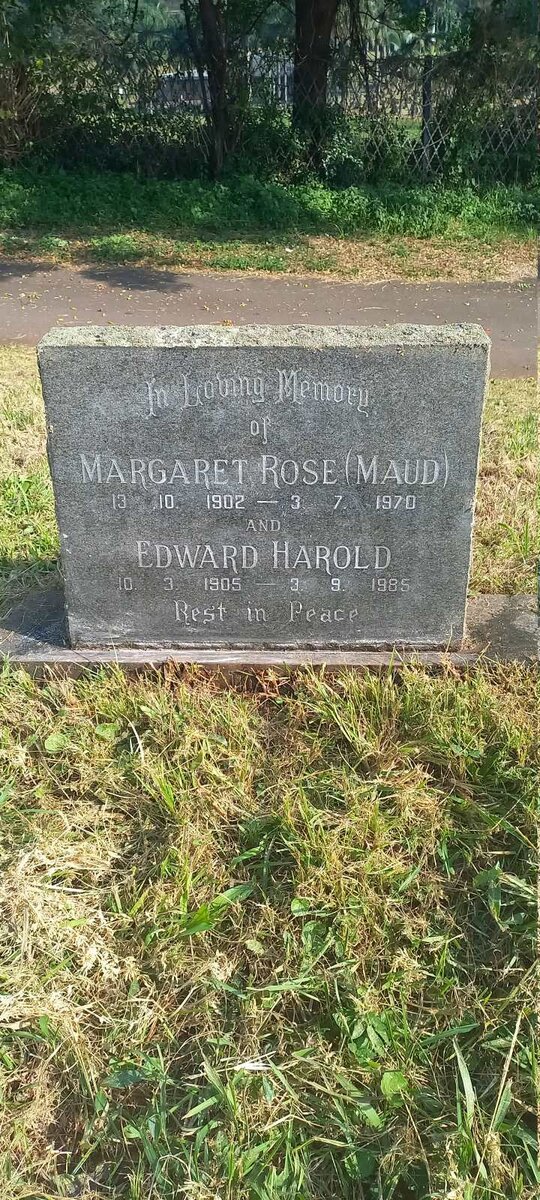 In Loving Memory
of
MARGARET ROSE (MAUD)
13. 10. 1902 — 3. 7. 1970
AND
EDWARD HAROLD
10. 3. 1905 — 3. 9. 1985
Rest in Peace